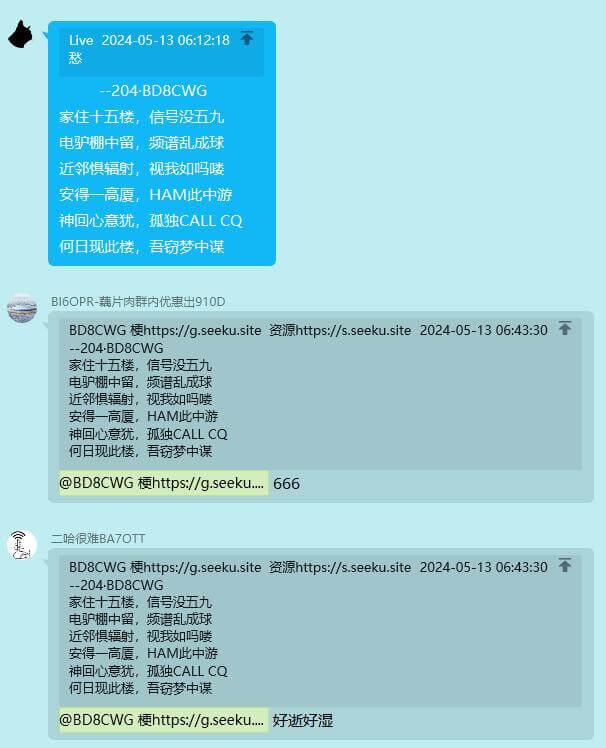 Live 2024-05-13 06:12:18
愁
--204·BD8CWG
家住十五楼，信号没五九
电驴棚中留，频谱乱成球
近邻惧辐射，视我如吗喽
安得一高厦，HAM此中游
神回心意犹，孤独CALL CQ
何日现此楼，吾窃梦中谋
BI6OPR-藕片肉群内优惠出910D
BD8CWG 梗https://g.seeku.site 资源https://s.seeku.site 2024-05-13 06:43:30
--204·BD8CWG
家住十五楼，信号没五九
电驴棚中留，频谱乱成球
近邻惧辐射，视我如吗喽
安得一高厦，HAM此中游
神回心意犹，孤独CALL CQ
何日现此楼，吾窃梦中谋
@BD8CWG 梗https://g.seeku.... 666
二哈很难BA7OTT
BD8CWG 梗https://g.seeku.site 资源https://s.seeku.site 2024-05-13 06:43:30
--204·BD8CWG
家住十五楼，信号没五九
电驴棚中留，频谱乱成球
近邻惧辐射，视我如吗喽
安得一高厦，HAM此中游
神回心意犹，孤独CALL CQ
何日现此楼，吾窃梦中谋
@BD8CWG 梗https://g.seeku.... 好逝好湿